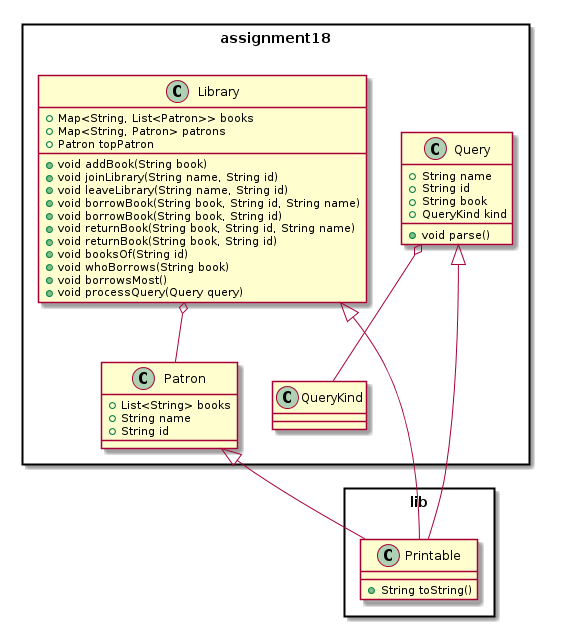 assignment18
C Library
Map<String, List<Patron>> books
Map<String, Patron> patrons
Patron topPatron
void addBook(String book)
void joinLibrary(String name, String id)
void leaveLibrary(String name, String id)
void borrowBook(String book, String id, String name)
void borrowBook(String book, String id)
void returnBook(String book, String id, String name)
void returnBook(String book, String id)
void booksOf(String id)
void whoBorrows(String book)
void borrowsMost()
void processQuery(Query query)
C Query
String name
String id
String book
QueryKind kind
void parse()
C Patron
List<String> books
String name
String id
C QueryKind
lib
C Printable
String toString()